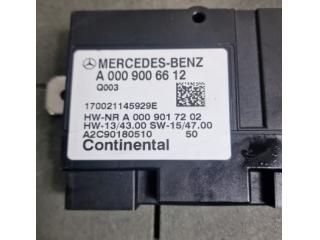 MERCEDES-BENZ
A 000 900 66 12
Q003
170021145929E
HW-NR A 000 901 72 02
HW-13/43.00 SW-15/47.00
A2C90180510 50
Continental